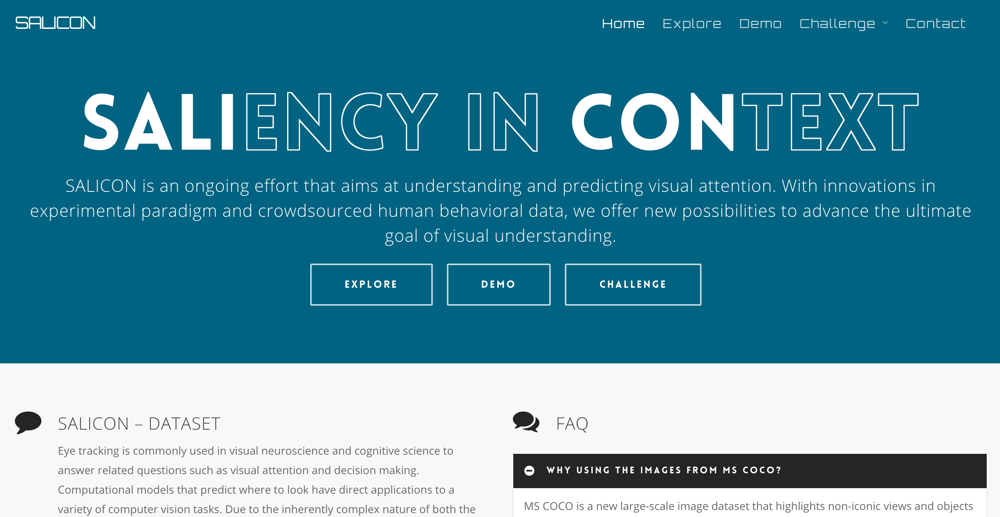 SALICON
Home Explore Demo Challenge Contact
SALIENCY IN CONTEXT
SALICON is an ongoing effort that aims at understanding and predicting visual attention. With innovations in
experimental paradigm and crowdsourced human behavioral data, we offer new possibilities to advance the ultimate
goal of visual understanding.
EXPLORE DEMO CHALLENGE
SALICON – DATASET
Eye tracking is commonly used in visual neuroscience and cognitive science to
answer related questions such as visual attention and decision making.
Computational models that predict where to look have direct applications to a
variety of computer vision tasks. Due to the inherently complex nature of both the
FAQ
WHY USING THE IMAGES FROM MS COCO?
MS COCO is a new large-scale image dataset that highlights non-iconic views and objects